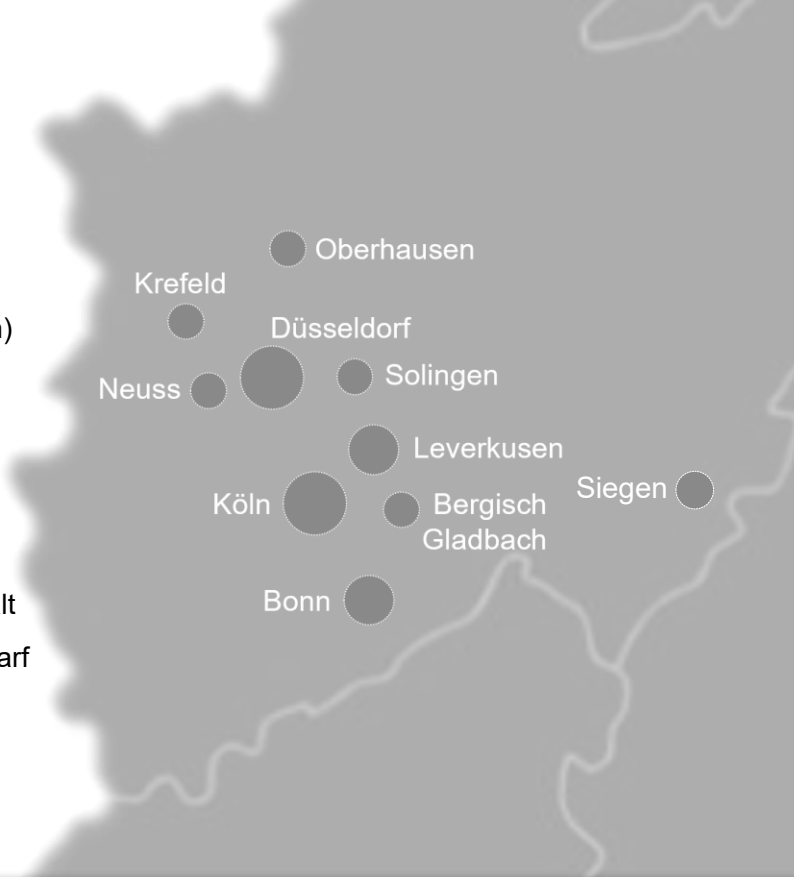 Oberhausen
Krefeld
Düsseldorf
Neuss
Solingen
Leverkusen
Siegen
Köln
Bergisch
Gladbach
Bonn